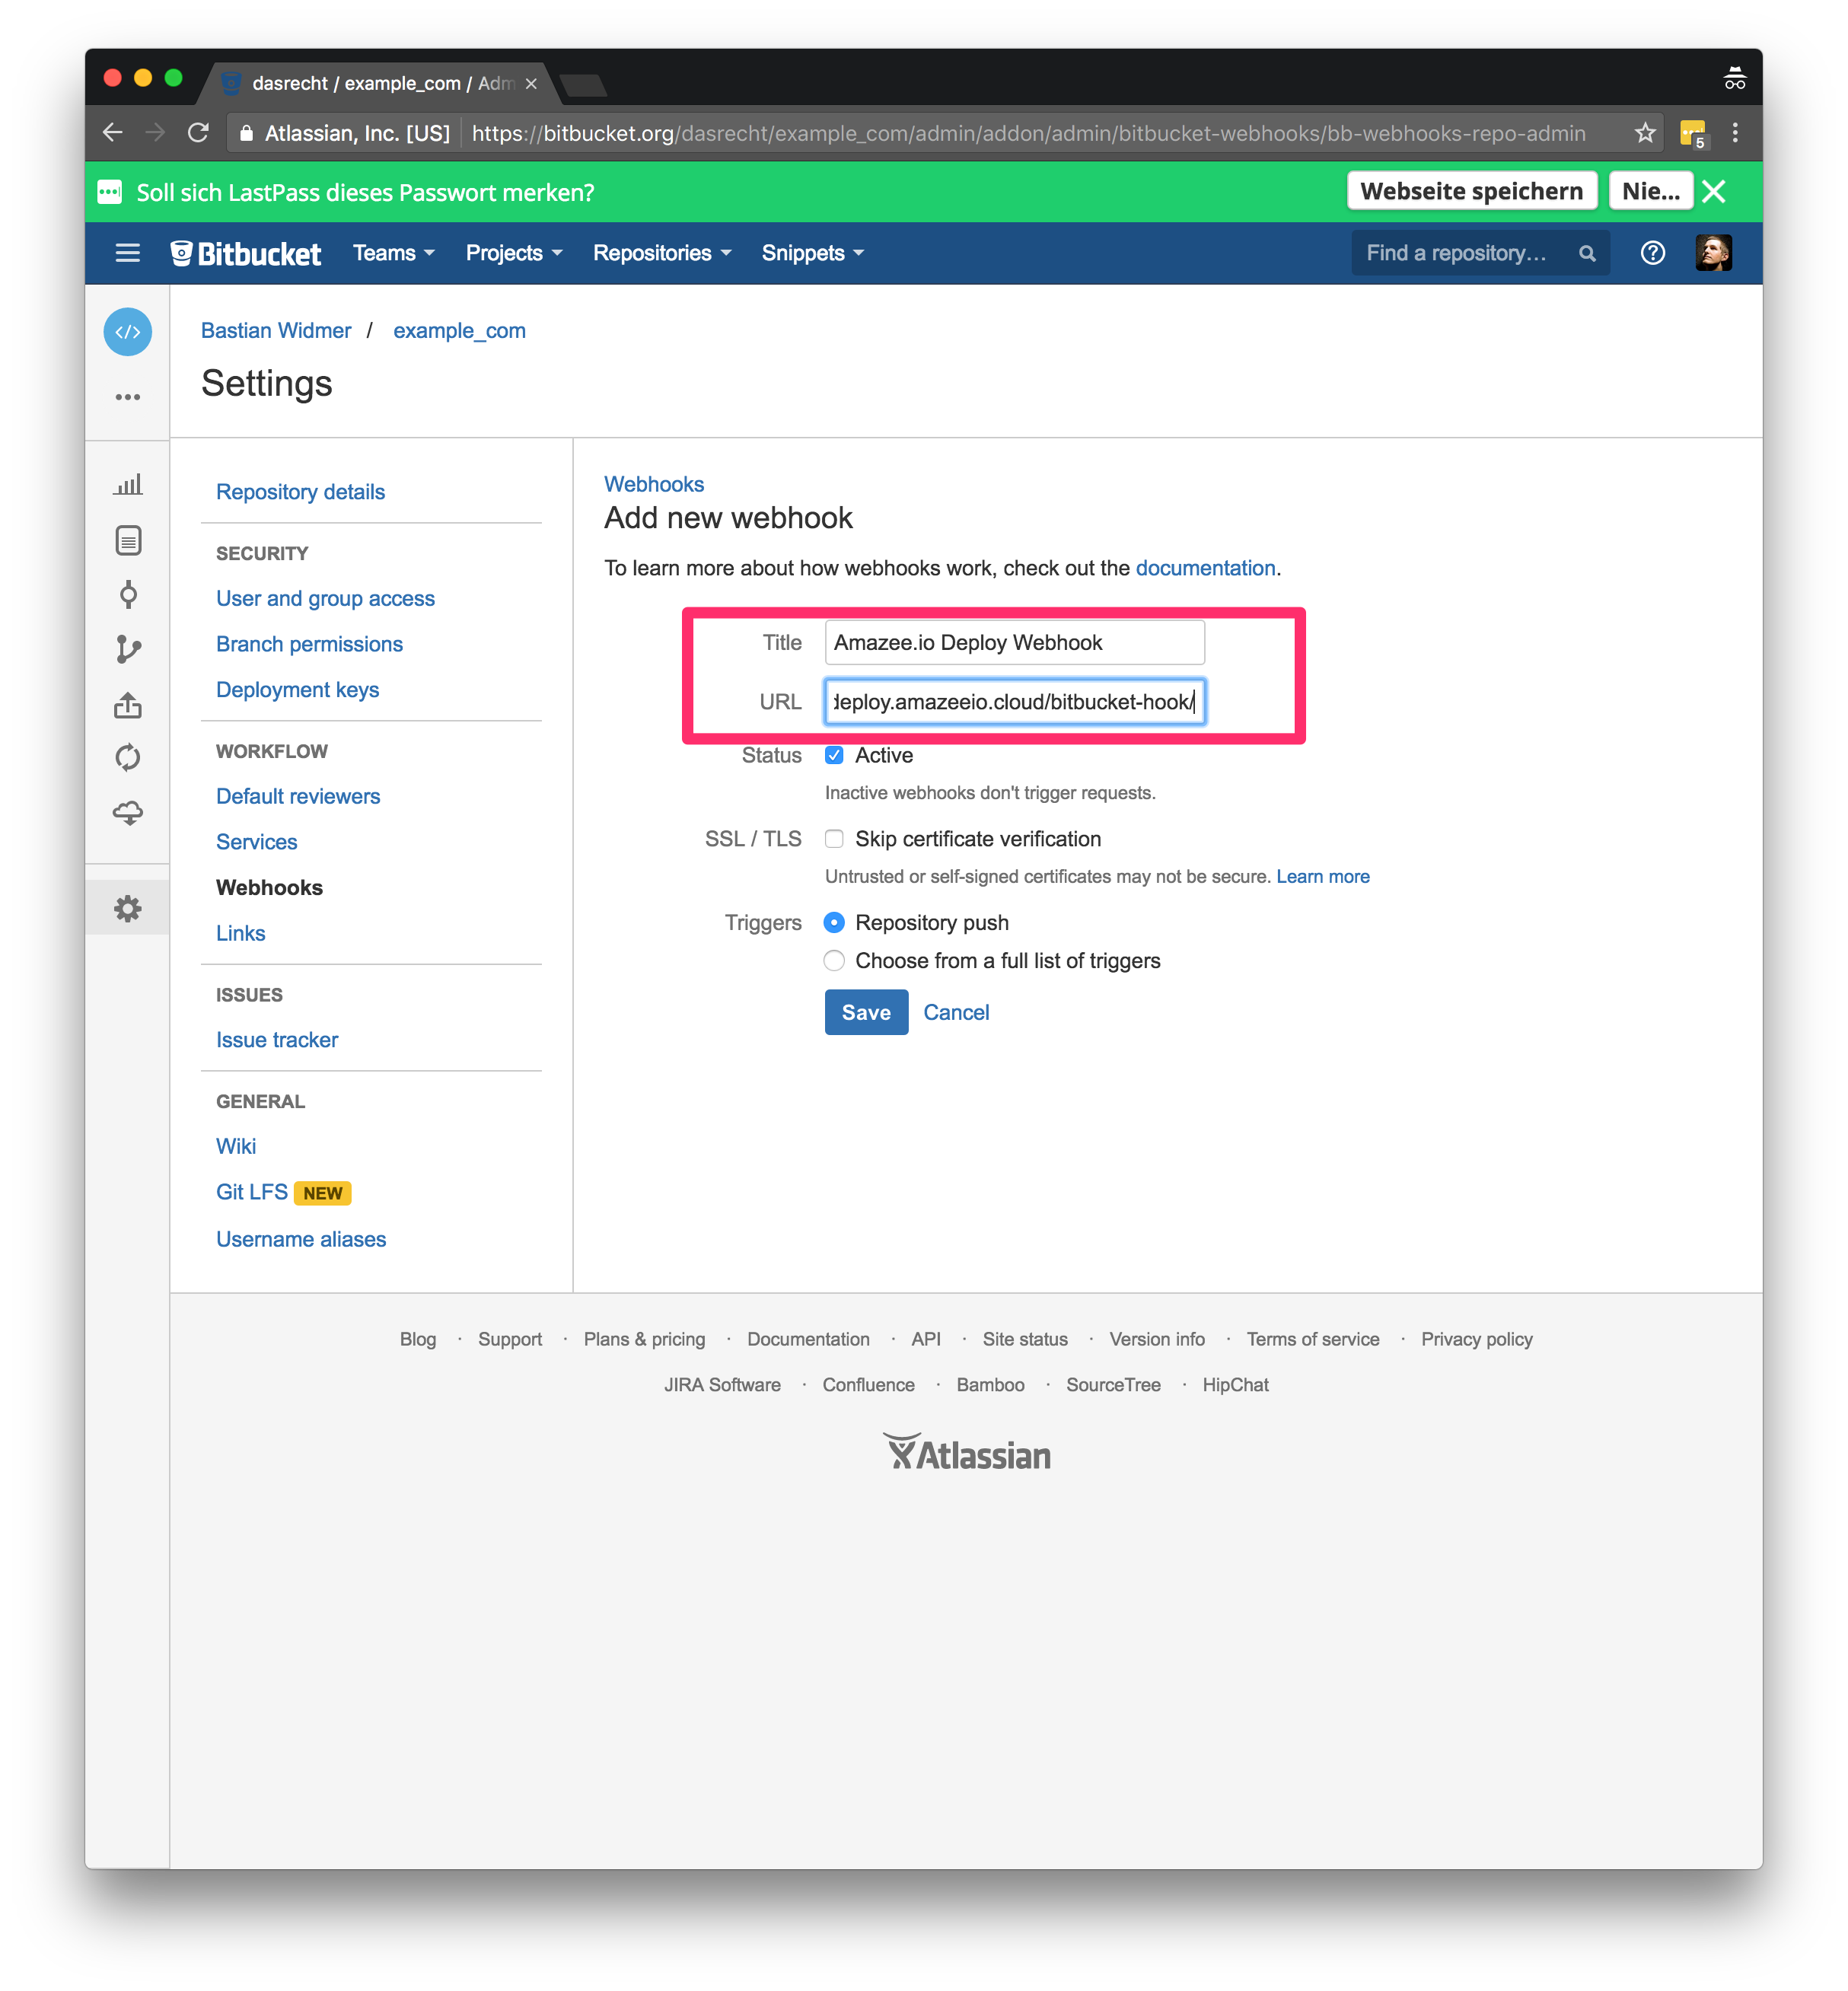 dasrecht / example_com / Adm
Atlassian, Inc. [US] https://bitbucket.org/dasrecht/example_com/admin/addon/admin/bitbucket-webhooks/bb-webhooks-repo-admin
5
Soll sich LastPass dieses Passwort merken? Webseite speichern Nie...
Bitbucket Teams Projects Repositories Snippets Find a repository...
Bastian Widmer / example_com
Settings
Repository details
SECURITY
User and group access
Branch permissions
Deployment keys
WORKFLOW
Default reviewers
Services
Webhooks
Links
ISSUES
Issue tracker
GENERAL
Wiki
Git LFS NEW
Username aliases
Webhooks
Add new webhook
To learn more about how webhooks work, check out the documentation.
Title Amazee.io Deploy Webhook
URL deploy.amazeeio.cloud/bitbucket-hook/
Status Active
Inactive webhooks don't trigger requests.
SSL / TLS Skip certificate verification
Untrusted or self-signed certificates may not be secure. Learn more
Triggers Repository push
Choose from a full list of triggers
Save Cancel
Blog · Support · Plans & pricing · Documentation · API · Site status · Version info · Terms of service · Privacy policy
JIRA Software · Confluence · Bamboo · SourceTree · HipChat
Atlassian